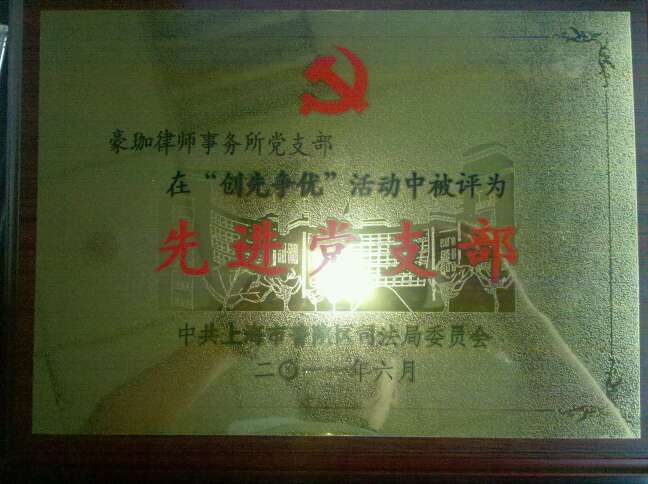 豪珈律师事务所党支部
在“创先争优”活动中被评为
先进党支部
中共上海市普陀区司法局委员会
二〇一一年六月